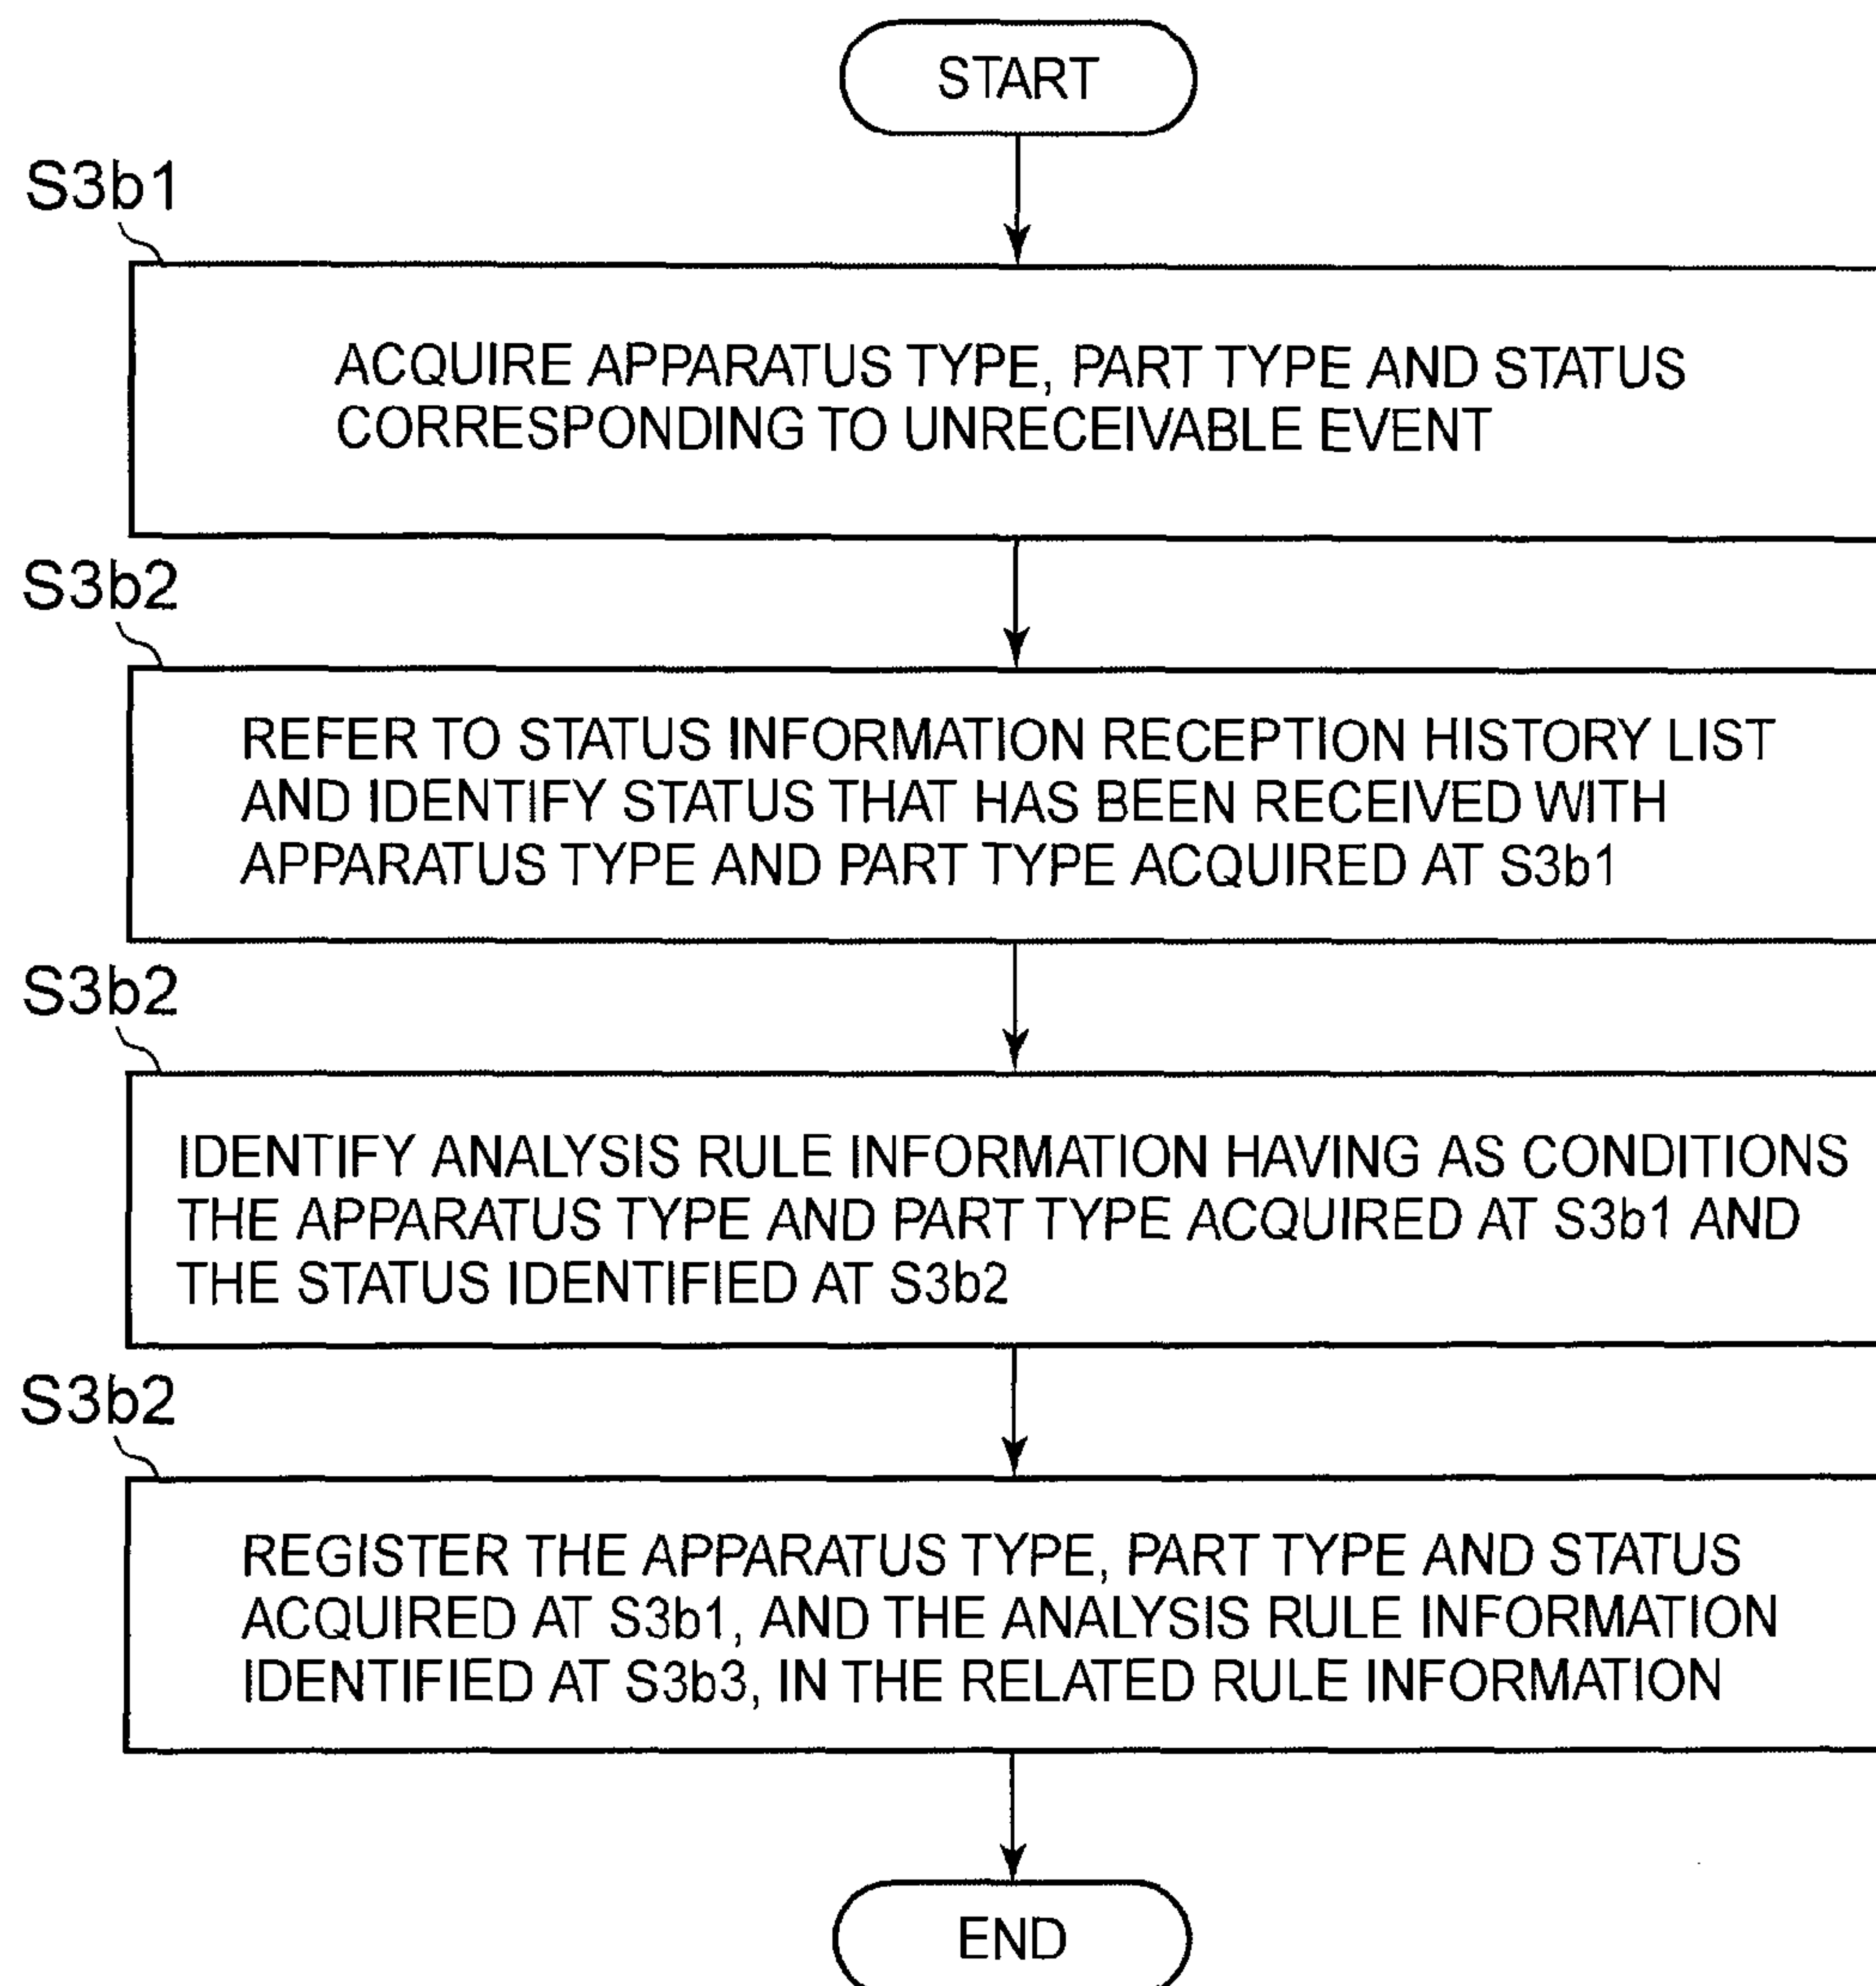 START
S3b1
ACQUIRE APPARATUS TYPE, PART TYPE AND STATUS
CORRESPONDING TO UNRECEIVABLE EVENT
S3b2
REFER TO STATUS INFORMATION RECEPTION HISTORY LIST
AND IDENTIFY STATUS THAT HAS BEEN RECEIVED WITH
APPARATUS TYPE AND PART TYPE ACQUIRED AT S3b1
S3b2
IDENTIFY ANALYSIS RULE INFORMATION HAVING AS CONDITIONS
THE APPARATUS TYPE AND PART TYPE ACQUIRED AT S3b1 AND
THE STATUS IDENTIFIED AT S3b2
S3b2
REGISTER THE APPARATUS TYPE, PART TYPE AND STATUS
ACQUIRED AT S3b1, AND THE ANALYSIS RULE INFORMATION
IDENTIFIED AT S3b3, IN THE RELATED RULE INFORMATION
END